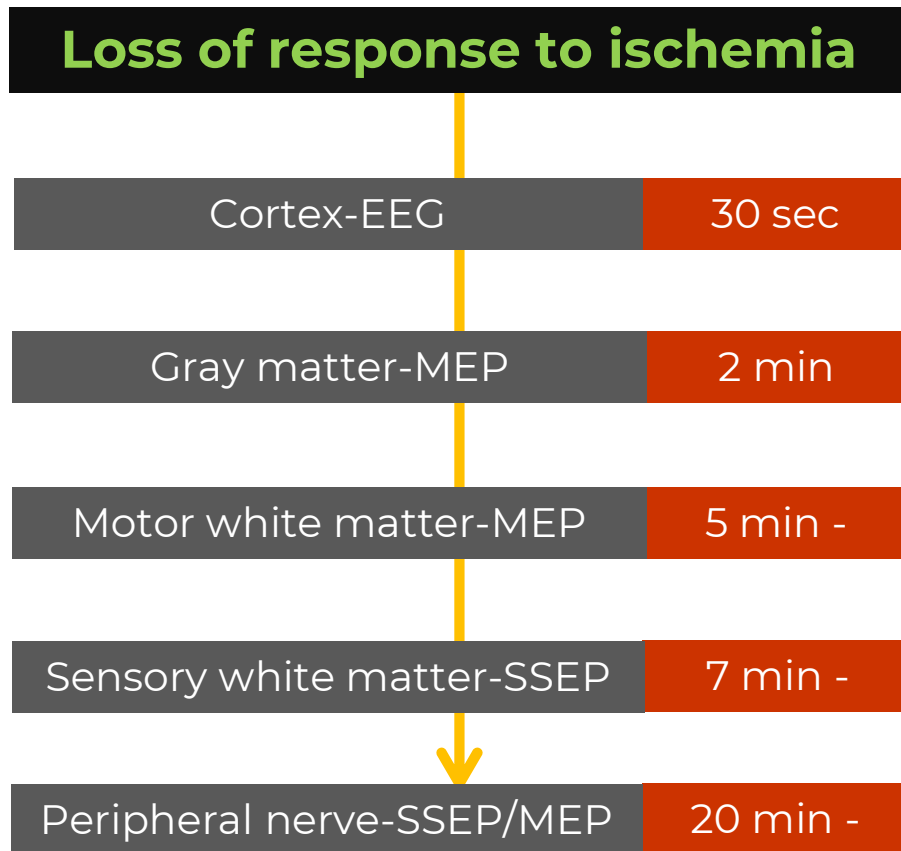 Loss of response to ischemia
Cortex-EEG 30 sec
Gray matter-MEP 2 min
Motor white matter-MEP 5 min -
Sensory white matter-SSEP 7 min -
Peripheral nerve-SSEP/MEP 20 min -